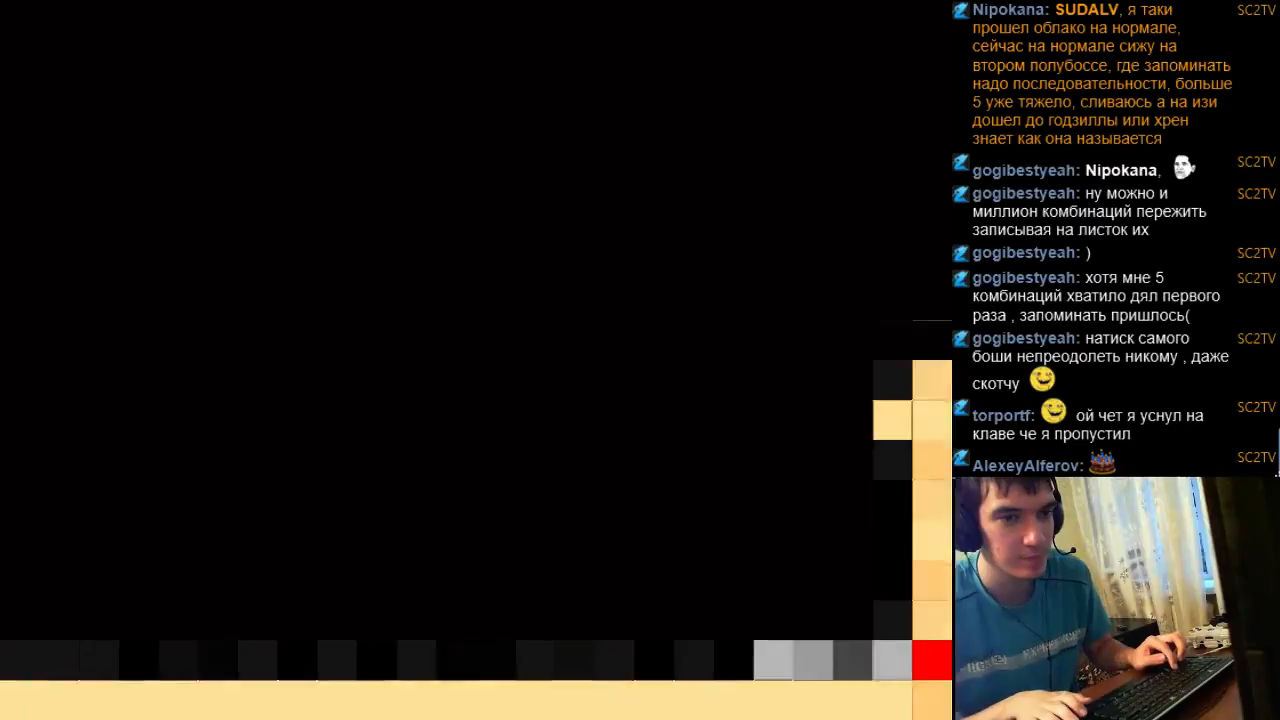 Nipokana: SUDALV, я таки SC2TV
прошел облако на нормале,
сейчас на нормале сижу на
втором полубоссе, где запоминать
надо последовательности, больше
5 уже тяжело, сливаюсь а на изи
дошел до годзиллы или хрен
знает как она называется
gogibestyeah: Nipokana, SC2TV
gogibestyeah: ну можно и SC2TV
миллион комбинаций пережить
записывая на листок их
gogibestyeah: ) SC2TV
gogibestyeah: хотя мне 5 SC2TV
комбинаций хватило дял первого
раза , запоминать пришлось(
gogibestyeah: натиск самого SC2TV
боши непреодолеть никому , даже
скотчу
torportf: ой чет я уснул на SC2TV
клаве че я пропустил
AlexeyAlferov: SC2TV